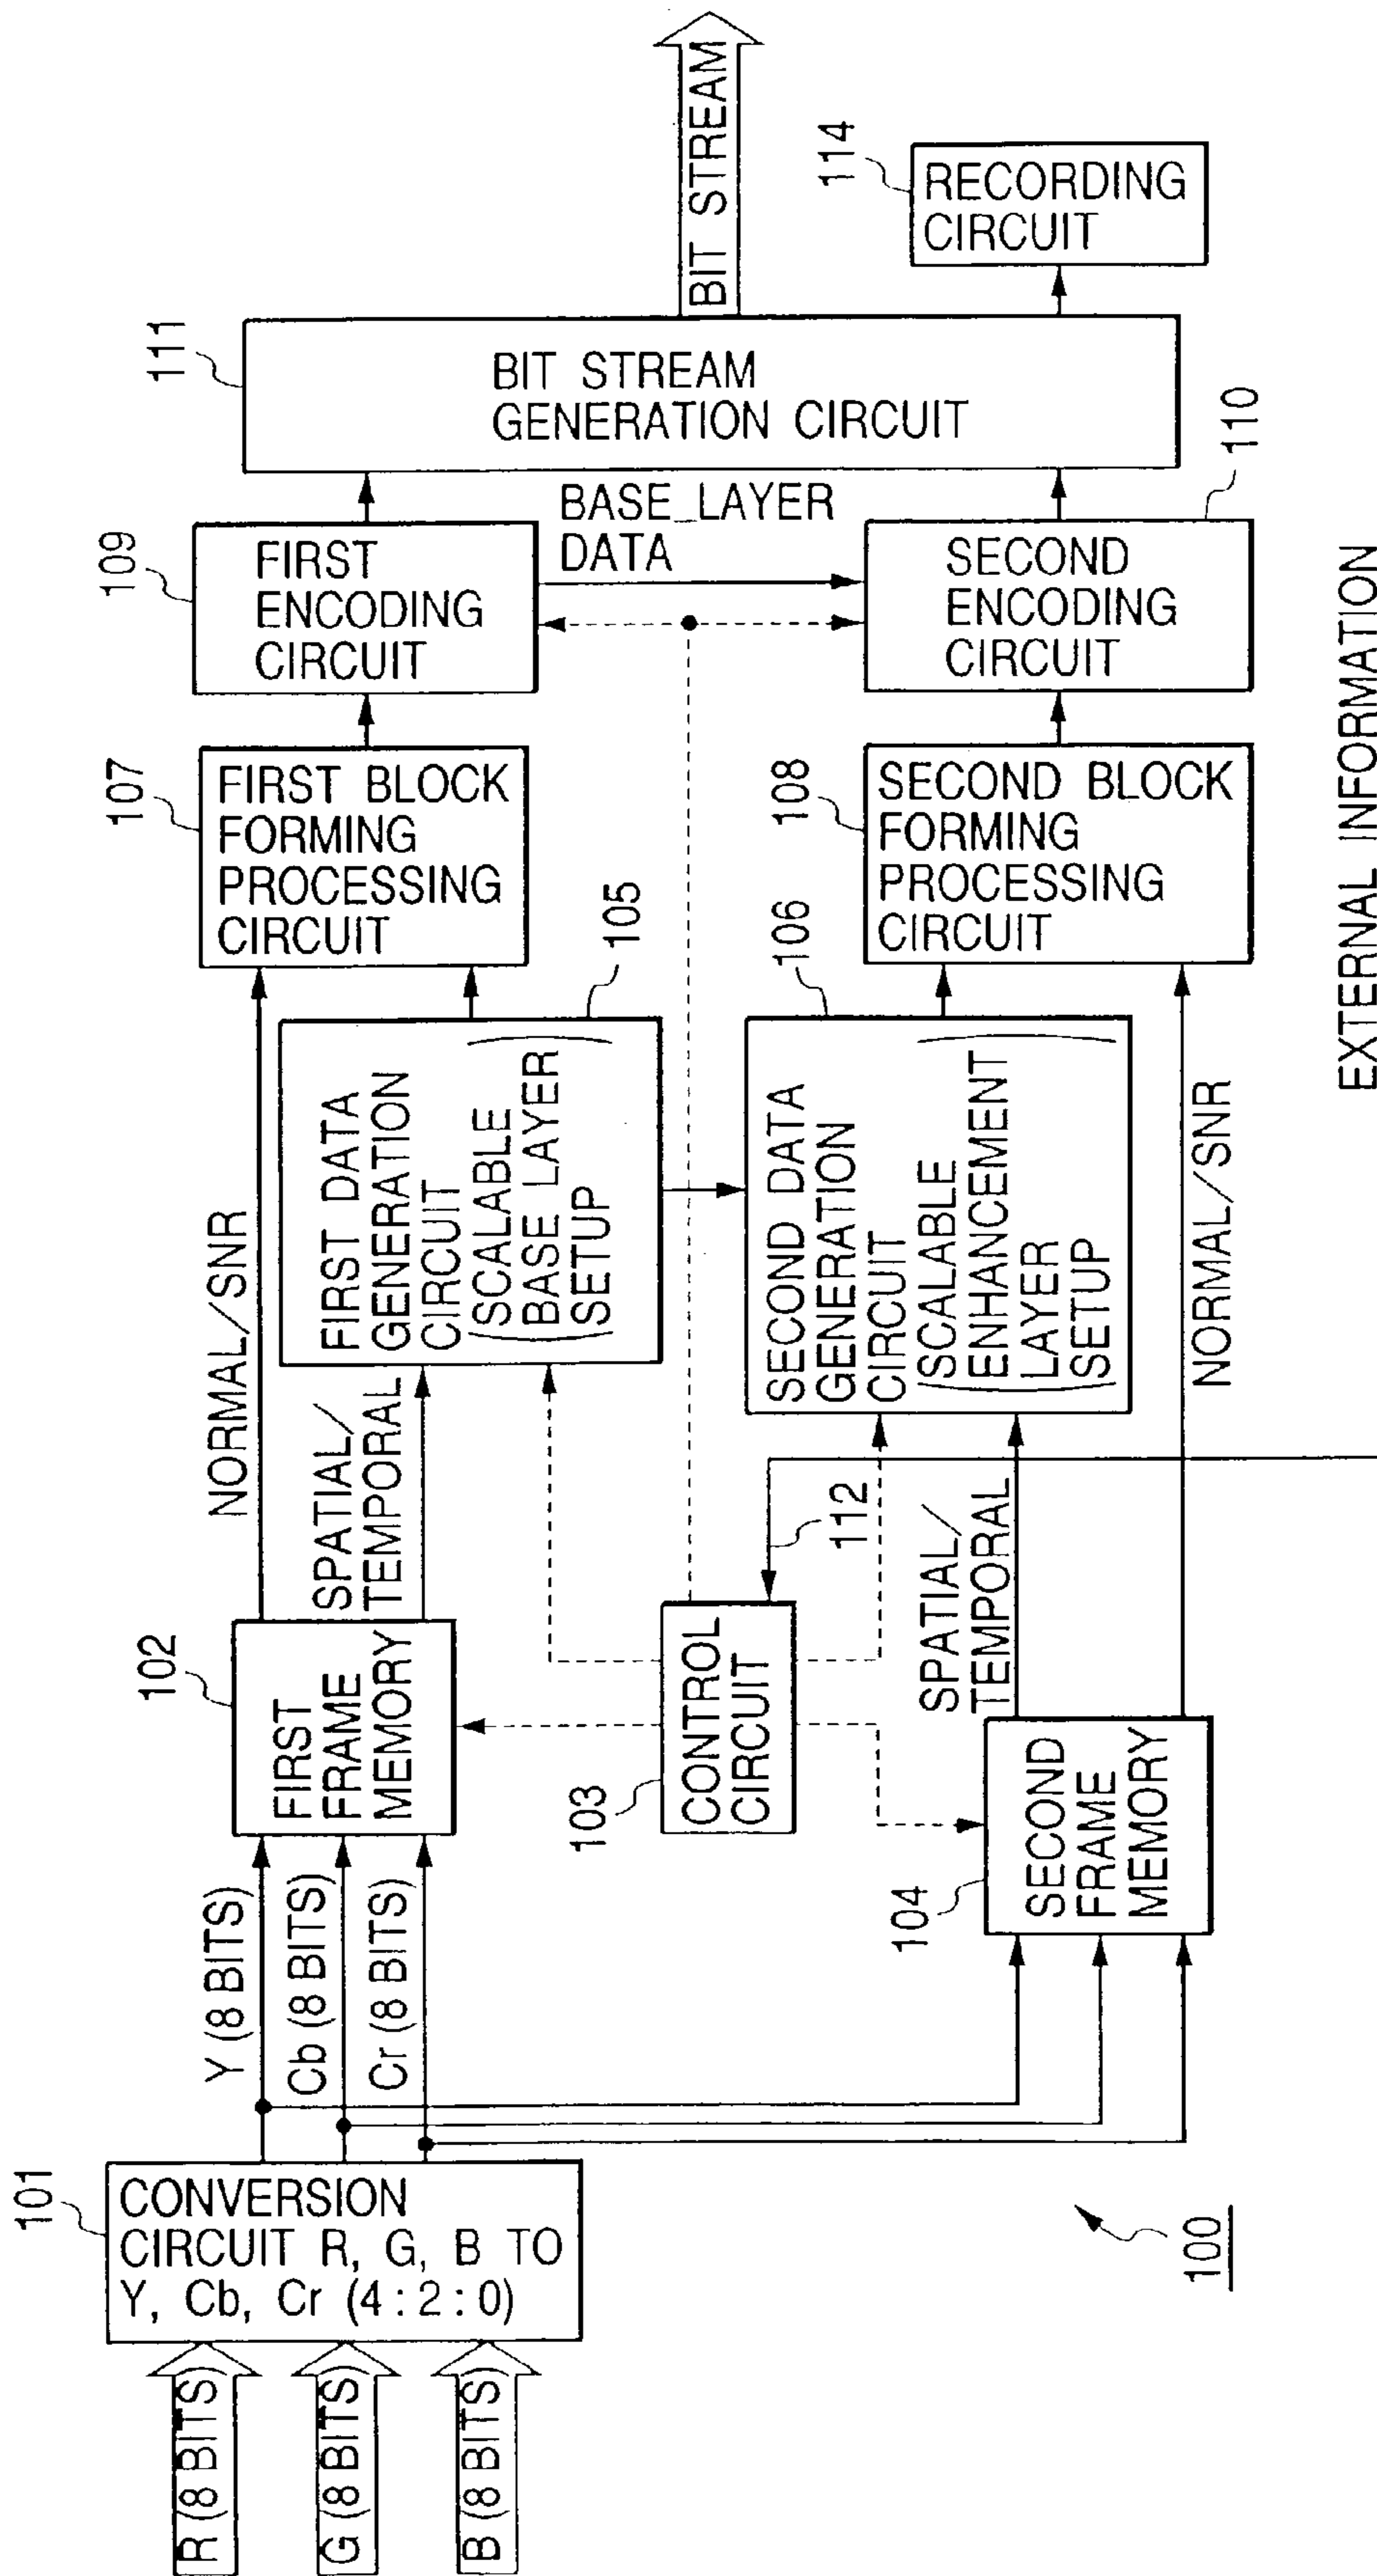 R (8 BITS)
G (8 BITS)
B (8 BITS)
101
CONVERSION
CIRCUIT R, G, B TO
Y, Cb, Cr (4 : 2 : 0)
Y (8 BITS)
Cb (8 BITS)
Cr (8 BITS)
100
102
FIRST
FRAME
MEMORY
103
CONTROL
CIRCUIT
104
SECOND
FRAME
MEMORY
NORMAL/SNR
SPATIAL/
TEMPORAL
112
SPATIAL/
TEMPORAL
NORMAL/SNR
FIRST DATA
GENERATION
CIRCUIT
(SCALABLE
BASE LAYER
SETUP)
105
SECOND DATA
GENERATION
CIRCUIT
(SCALABLE
ENHANCEMENT
LAYER
SETUP)
106
107
FIRST BLOCK
FORMING
PROCESSING
CIRCUIT
108
SECOND BLOCK
FORMING
PROCESSING
CIRCUIT
EXTERNAL INFORMATION
109
FIRST
ENCODING
CIRCUIT
BASE_LAYER
DATA
SECOND
ENCODING
CIRCUIT
110
111
BIT STREAM
GENERATION CIRCUIT
BIT STREAM
114
RECORDING
CIRCUIT